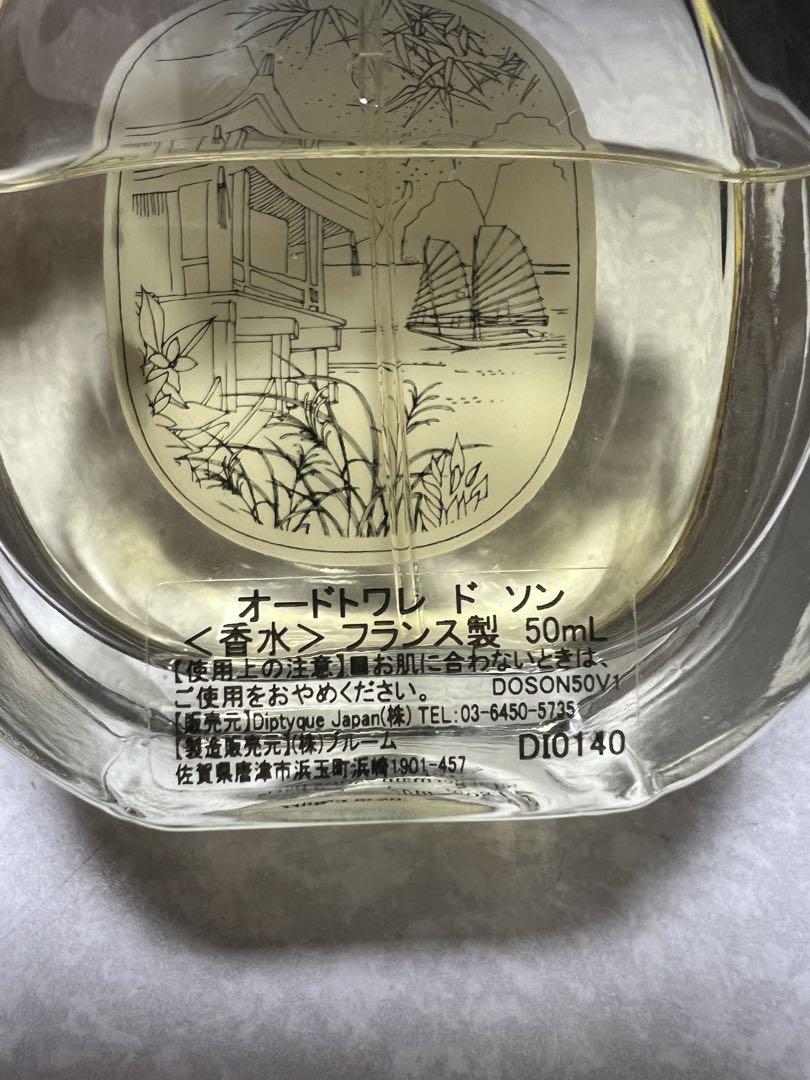 オードトワレ ド ソン
＜香水＞ フランス製 50mL
【使用上の注意】■お肌に合わないときは、
ご使用をおやめください。 DOSON50V1
【販売元】Diptyque Japan(株) TEL:03-6450-5735
【製造販売元】(株)ブルーム DI0140
佐賀県唐津市浜玉町浜崎1901-457